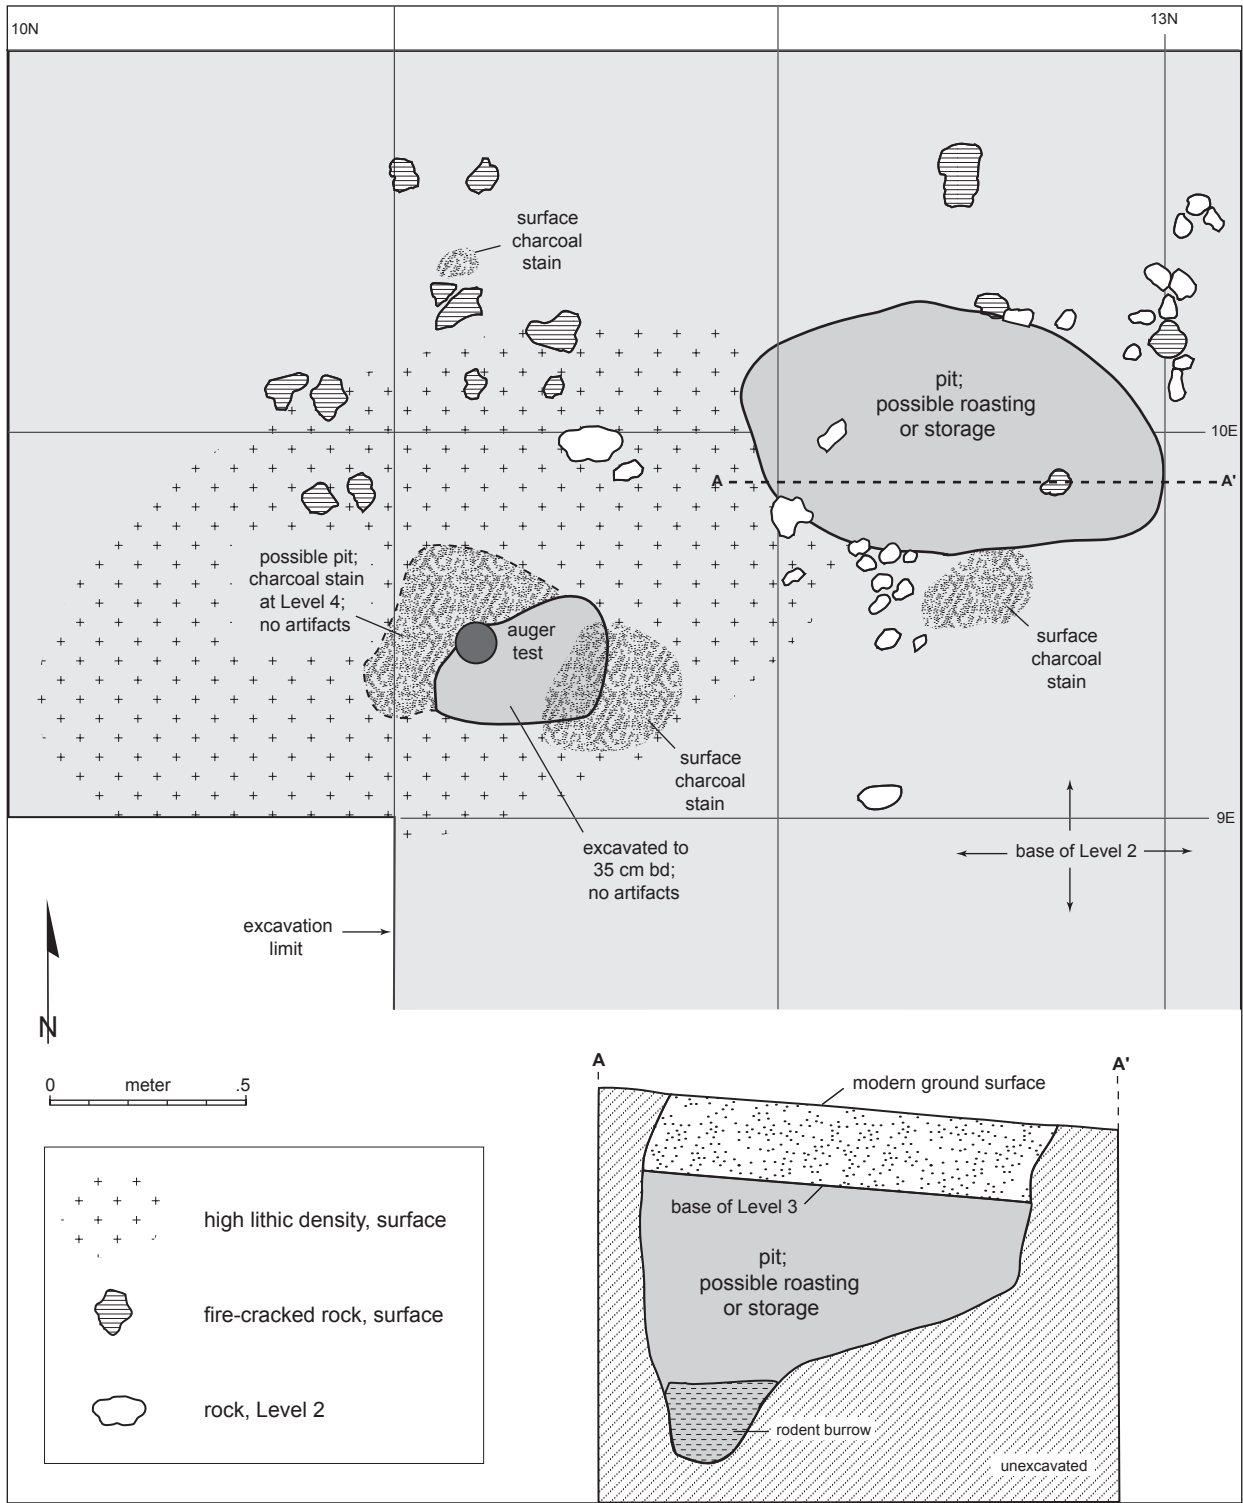 10N
13N
surface
charcoal
stain
pit;
possible roasting
or storage
10E
A
A'
possible pit;
charcoal stain
at Level 4;
no artifacts
auger
test
surface
charcoal
stain
surface
charcoal
stain
9E
excavated to
35 cm bd;
no artifacts
base of Level 2
excavation
limit
N
0 meter .5
A
A'
modern ground surface
base of Level 3
pit;
possible roasting
or storage
rodent burrow
unexcavated
high lithic density, surface
fire-cracked rock, surface
rock, Level 2